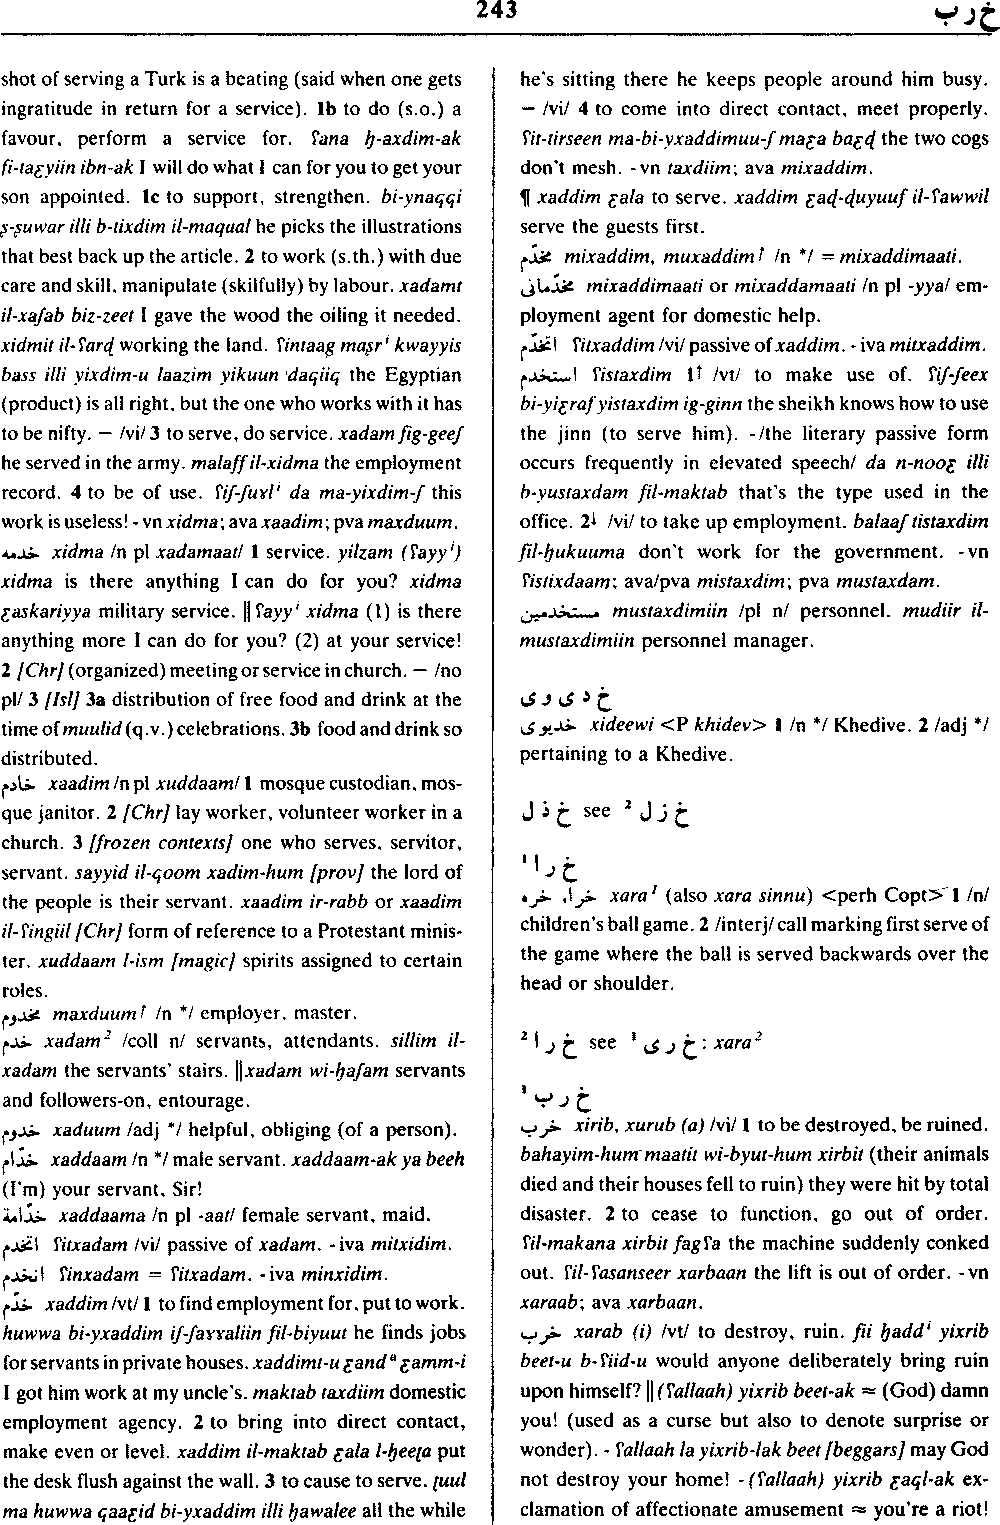 243
خ ر ب
shot of serving a Turk is a beating (said when one gets
ingratitude in return for a service). 1b to do (s.o.) a
favour, perform a service for. ʕana ḥ-axdim-ak
fi-taʕyiin ibn-ak I will do what I can for you to get your
son appointed. 1c to support, strengthen. bi-ynaqqi
ṣ-ṣuwar illi b-tixdim il-maqaal he picks the illustrations
that best back up the article. 2 to work (s.th.) with due
care and skill, manipulate (skilfully) by labour. xadamt
il-xaʃab biz-zeet I gave the wood the oiling it needed.
xidmit il-ʕarḍ working the land. ʕintaag maṣrⁱ kwayyis
bass illi yixdim-u laazim yikuun daqiiq the Egyptian
(product) is all right, but the one who works with it has
to be nifty. – /vi/ 3 to serve, do service. xadam fig-geeʃ
he served in the army. malaff il-xidma the employment
record. 4 to be of use. ʕiʃ-ʃuɣlⁱ da ma-yixdim-ʃ this
work is useless! - vn xidma; ava xaadim; pva maxduum.
خدمة xidma /n pl xadamaat/ 1 service. yilzam (ʕayyⁱ)
xidma is there anything I can do for you? xidma
ʕaskariyya military service. ‖ ʕayyⁱ xidma (1) is there
anything more I can do for you? (2) at your service!
2 [Chr] (organized) meeting or service in church. – /no
pl/ 3 [Isl] 3a distribution of free food and drink at the
time of muulid (q.v.) celebrations. 3b food and drink so
distributed.
خادم xaadim /n pl xuddaam/ 1 mosque custodian, mos-
que janitor. 2 [Chr] lay worker, volunteer worker in a
church. 3 [frozen contexts] one who serves, servitor,
servant. sayyid il-qoom xadim-hum [prov] the lord of
the people is their servant. xaadim ir-rabb or xaadim
il-ʕingiil [Chr] form of reference to a Protestant minis-
ter. xuddaam l-ism [magic] spirits assigned to certain
roles.
مخدوم maxduum↑ /n */ employer, master.
خدم xadam² /coll n/ servants, attendants. sillim il-
xadam the servants' stairs. ‖ xadam wi-ḥaʃam servants
and followers-on, entourage.
خدوم xaduum /adj */ helpful, obliging (of a person).
خدّام xaddaam /n */ male servant. xaddaam-ak ya beeh
(I'm) your servant, Sir!
خدّامة xaddaama /n pl -aat/ female servant, maid.
اتخدم ʕitxadam /vi/ passive of xadam. - iva mitxidim.
انخدم ʕinxadam = ʕitxadam. - iva minxidim.
خدّم xaddim /vt/ 1 to find employment for, put to work.
huwwa bi-yxaddim iʃ-ʃaɣɣaliin fil-biyuut he finds jobs
for servants in private houses. xaddimt-u ʕandᵃ ʕamm-i
I got him work at my uncle's. maktab taxdiim domestic
employment agency. 2 to bring into direct contact,
make even or level. xaddim il-maktab ʕala l-ḥeeṭa put
the desk flush against the wall. 3 to cause to serve. ṭuul
ma huwwa qaaʕid bi-yxaddim illi ḥawalee all the while
he's sitting there he keeps people around him busy.
– /vi/ 4 to come into direct contact, meet properly.
ʕit-tirseen ma-bi-yxaddimuu-ʃ maʕa baʕḍ the two cogs
don't mesh. - vn taxdiim; ava mixaddim.
¶ xaddim ʕala to serve. xaddim ʕaḍ-ḍuyuuf il-ʕawwil
serve the guests first.
مخدّم mixaddim, muxaddim↑ /n */ = mixaddimaati.
مخدّماتى mixaddimaati or mixaddamaati /n pl -yya/ em-
ployment agent for domestic help.
اتخدّم ʕitxaddim /vi/ passive of xaddim. - iva mitxaddim.
استخدم ʕistaxdim 1↑ /vt/ to make use of. ʕiʃ-ʃeex
bi-yiʕraf yistaxdim ig-ginn the sheikh knows how to use
the jinn (to serve him). -/the literary passive form
occurs frequently in elevated speech/ da n-nooʕ illi
b-yustaxdam fil-maktab that's the type used in the
office. 2↓ /vi/ to take up employment. balaaʃ tistaxdim
fil-ḥukuuma don't work for the government. - vn
ʕistixdaam; ava/pva mistaxdim; pva mustaxdam.
مستخدمين mustaxdimiin /pl n/ personnel. mudiir il-
mustaxdimiin personnel manager.
خ د ى و ى
خديوى xideewi <P khidev> 1 /n */ Khedive. 2 /adj */
pertaining to a Khedive.
خ ذ ل see ² خ ز ل
خ ر ا ¹
خرا, خره xara¹ (also xara sinnu) <perh Copt> 1 /n/
children's ball game. 2 /interj/ call marking first serve of
the game where the ball is served backwards over the
head or shoulder.
خ ر ا ² see خ ر ى ¹: xara²
خ ر ب ¹
خرب xirib, xurub (a) /vi/ 1 to be destroyed, be ruined.
bahayim-hum maatit wi-byut-hum xirbit (their animals
died and their houses fell to ruin) they were hit by total
disaster. 2 to cease to function, go out of order.
ʕil-makana xirbit fagʕa the machine suddenly conked
out. ʕil-ʕasanseer xarbaan the lift is out of order. - vn
xaraab; ava xarbaan.
خرب xarab (i) /vt/ to destroy, ruin. fii ḥaddⁱ yixrib
beet-u b-ʕiid-u would anyone deliberately bring ruin
upon himself? ‖ (ʕallaah) yixrib beet-ak ≈ (God) damn
you! (used as a curse but also to denote surprise or
wonder). - ʕallaah la yixrib-lak beet [beggars] may God
not destroy your home! - (ʕallaah) yixrib ʕaql-ak ex-
clamation of affectionate amusement ≈ you're a riot!